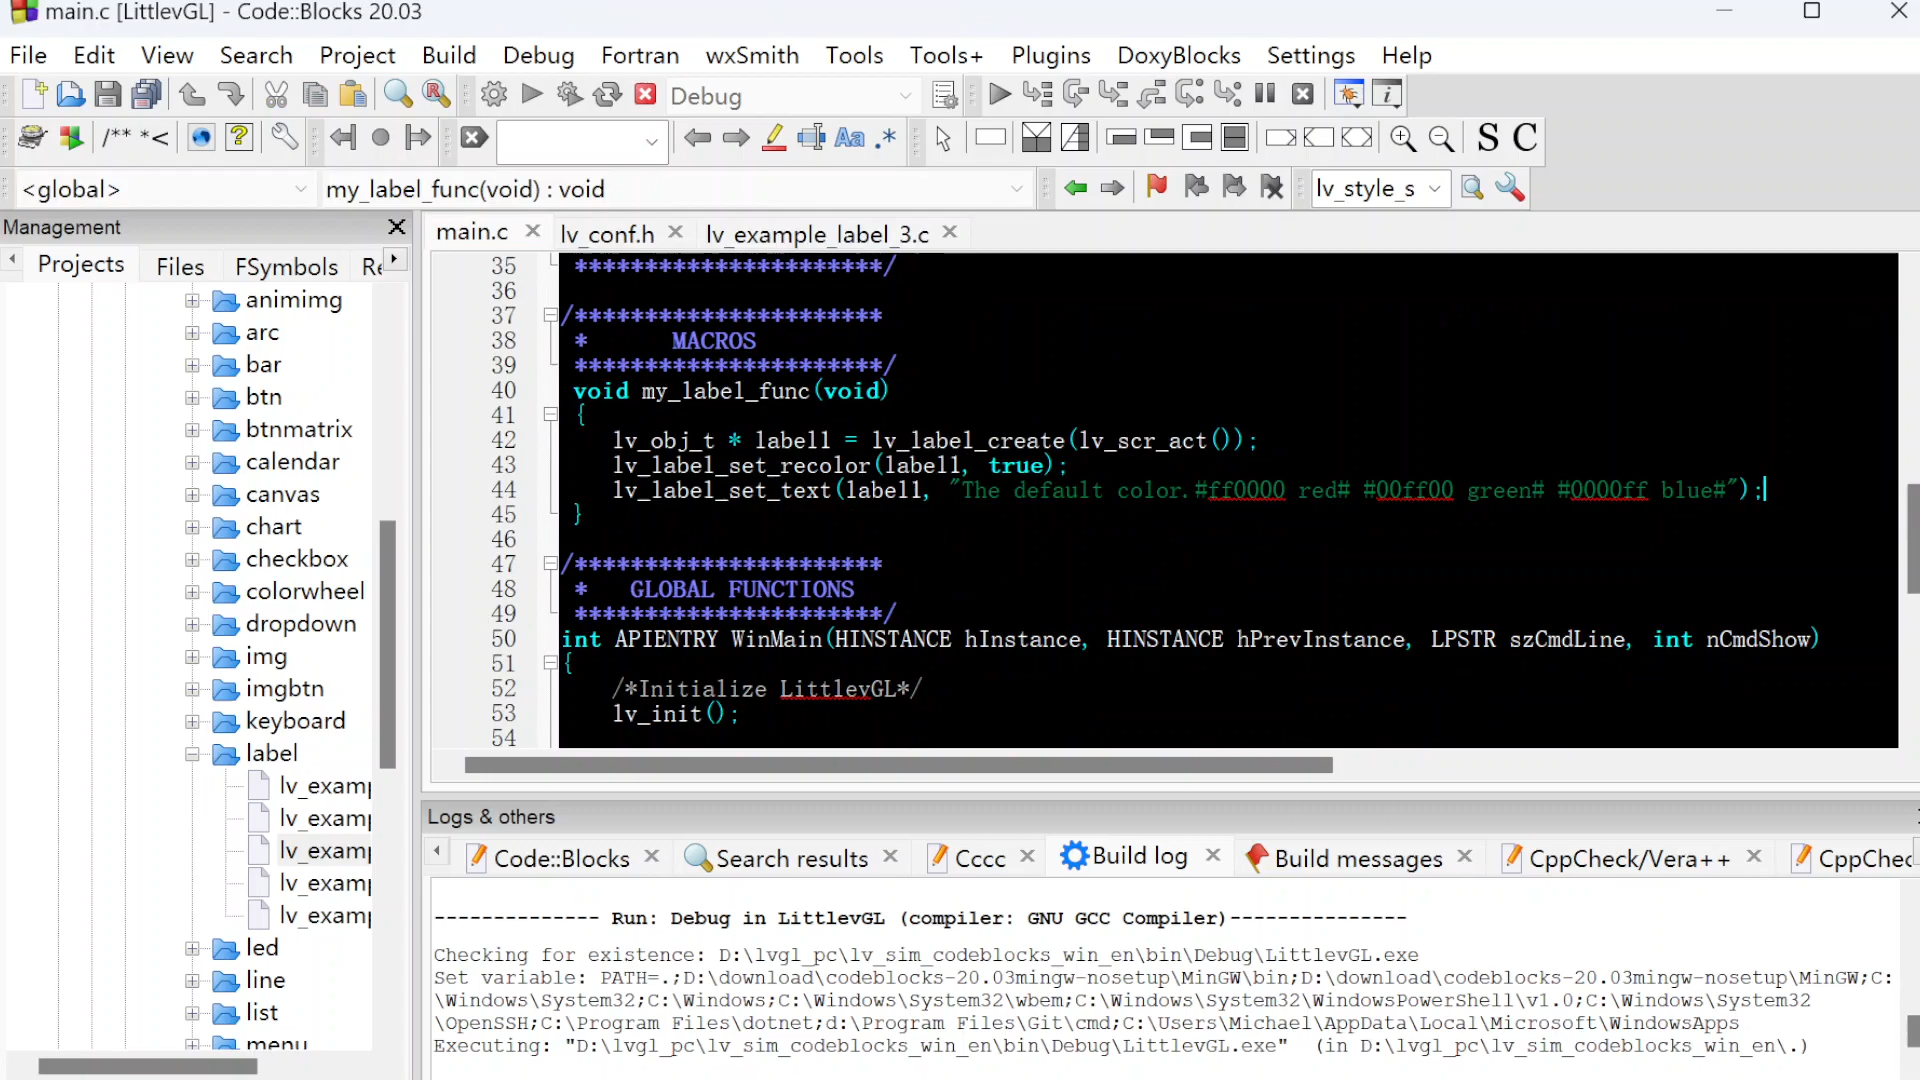 main.c [LittlevGL] - Code::Blocks 20.03
File Edit View Search Project Build Debug Fortran wxSmith Tools Tools+ Plugins DoxyBlocks Settings Help
Debug
/** *< Aa .* S C
<global> my_label_func(void) : void lv_style_s
Management
main.c lv_conf.h lv_example_label_3.c
Projects Files FSymbols Re
animimg
arc
bar
btn
btnmatrix
calendar
canvas
chart
checkbox
colorwheel
dropdown
img
imgbtn
keyboard
label
lv_examp
lv_examp
lv_examp
lv_examp
lv_examp
led
line
list
menu
35 **********************/
36
37 /**********************
38 * MACROS
39 **********************/
40 void my_label_func(void)
41 {
42 lv_obj_t * label1 = lv_label_create(lv_scr_act());
43 lv_label_set_recolor(label1, true);
44 lv_label_set_text(label1, "The default color.#ff0000 red# #00ff00 green# #0000ff blue#");
45 }
46
47 /**********************
48 * GLOBAL FUNCTIONS
49 **********************/
50 int APIENTRY WinMain(HINSTANCE hInstance, HINSTANCE hPrevInstance, LPSTR szCmdLine, int nCmdShow)
51 {
52 /*Initialize LittlevGL*/
53 lv_init();
54
Logs & others
Code::Blocks Search results Cccc Build log Build messages CppCheck/Vera++ CppChec
-------------- Run: Debug in LittlevGL (compiler: GNU GCC Compiler)---------------
Checking for existence: D:\lvgl_pc\lv_sim_codeblocks_win_en\bin\Debug\LittlevGL.exe
Set variable: PATH=.;D:\download\codeblocks-20.03mingw-nosetup\MinGW\bin;D:\download\codeblocks-20.03mingw-nosetup\MinGW;C:
\Windows\System32;C:\Windows;C:\Windows\System32\wbem;C:\Windows\System32\WindowsPowerShell\v1.0;C:\Windows\System32
\OpenSSH;C:\Program Files\dotnet;d:\Program Files\Git\cmd;C:\Users\Michael\AppData\Local\Microsoft\WindowsApps
Executing: "D:\lvgl_pc\lv_sim_codeblocks_win_en\bin\Debug\LittlevGL.exe" (in D:\lvgl_pc\lv_sim_codeblocks_win_en\.)